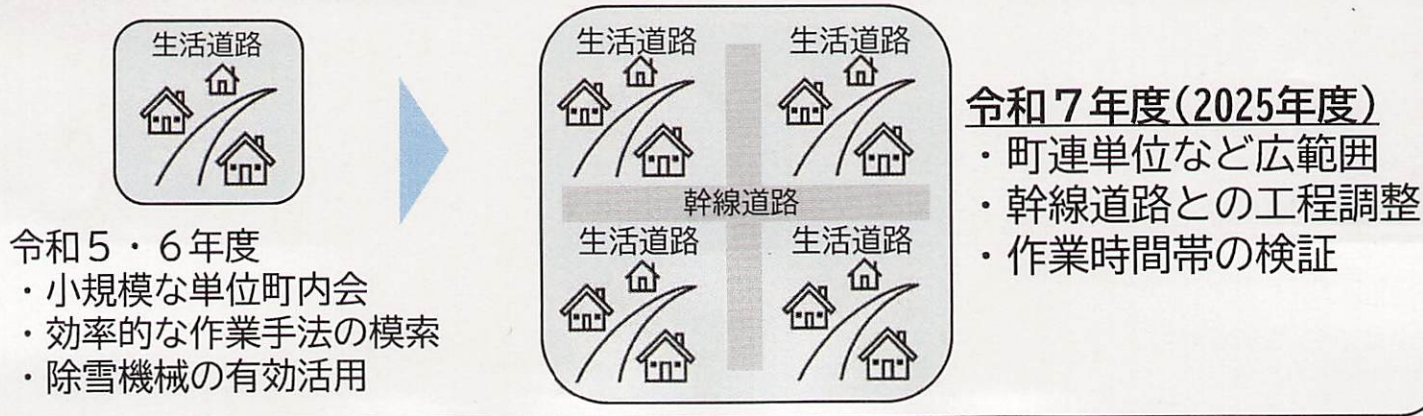 生活道路
令和5・6年度
・小規模な単位町内会
・効率的な作業手法の模索
・除雪機械の有効活用
生活道路
生活道路
幹線道路
生活道路
生活道路
令和7年度(2025年度)
・町連単位など広範囲
・幹線道路との工程調整
・作業時間帯の検証